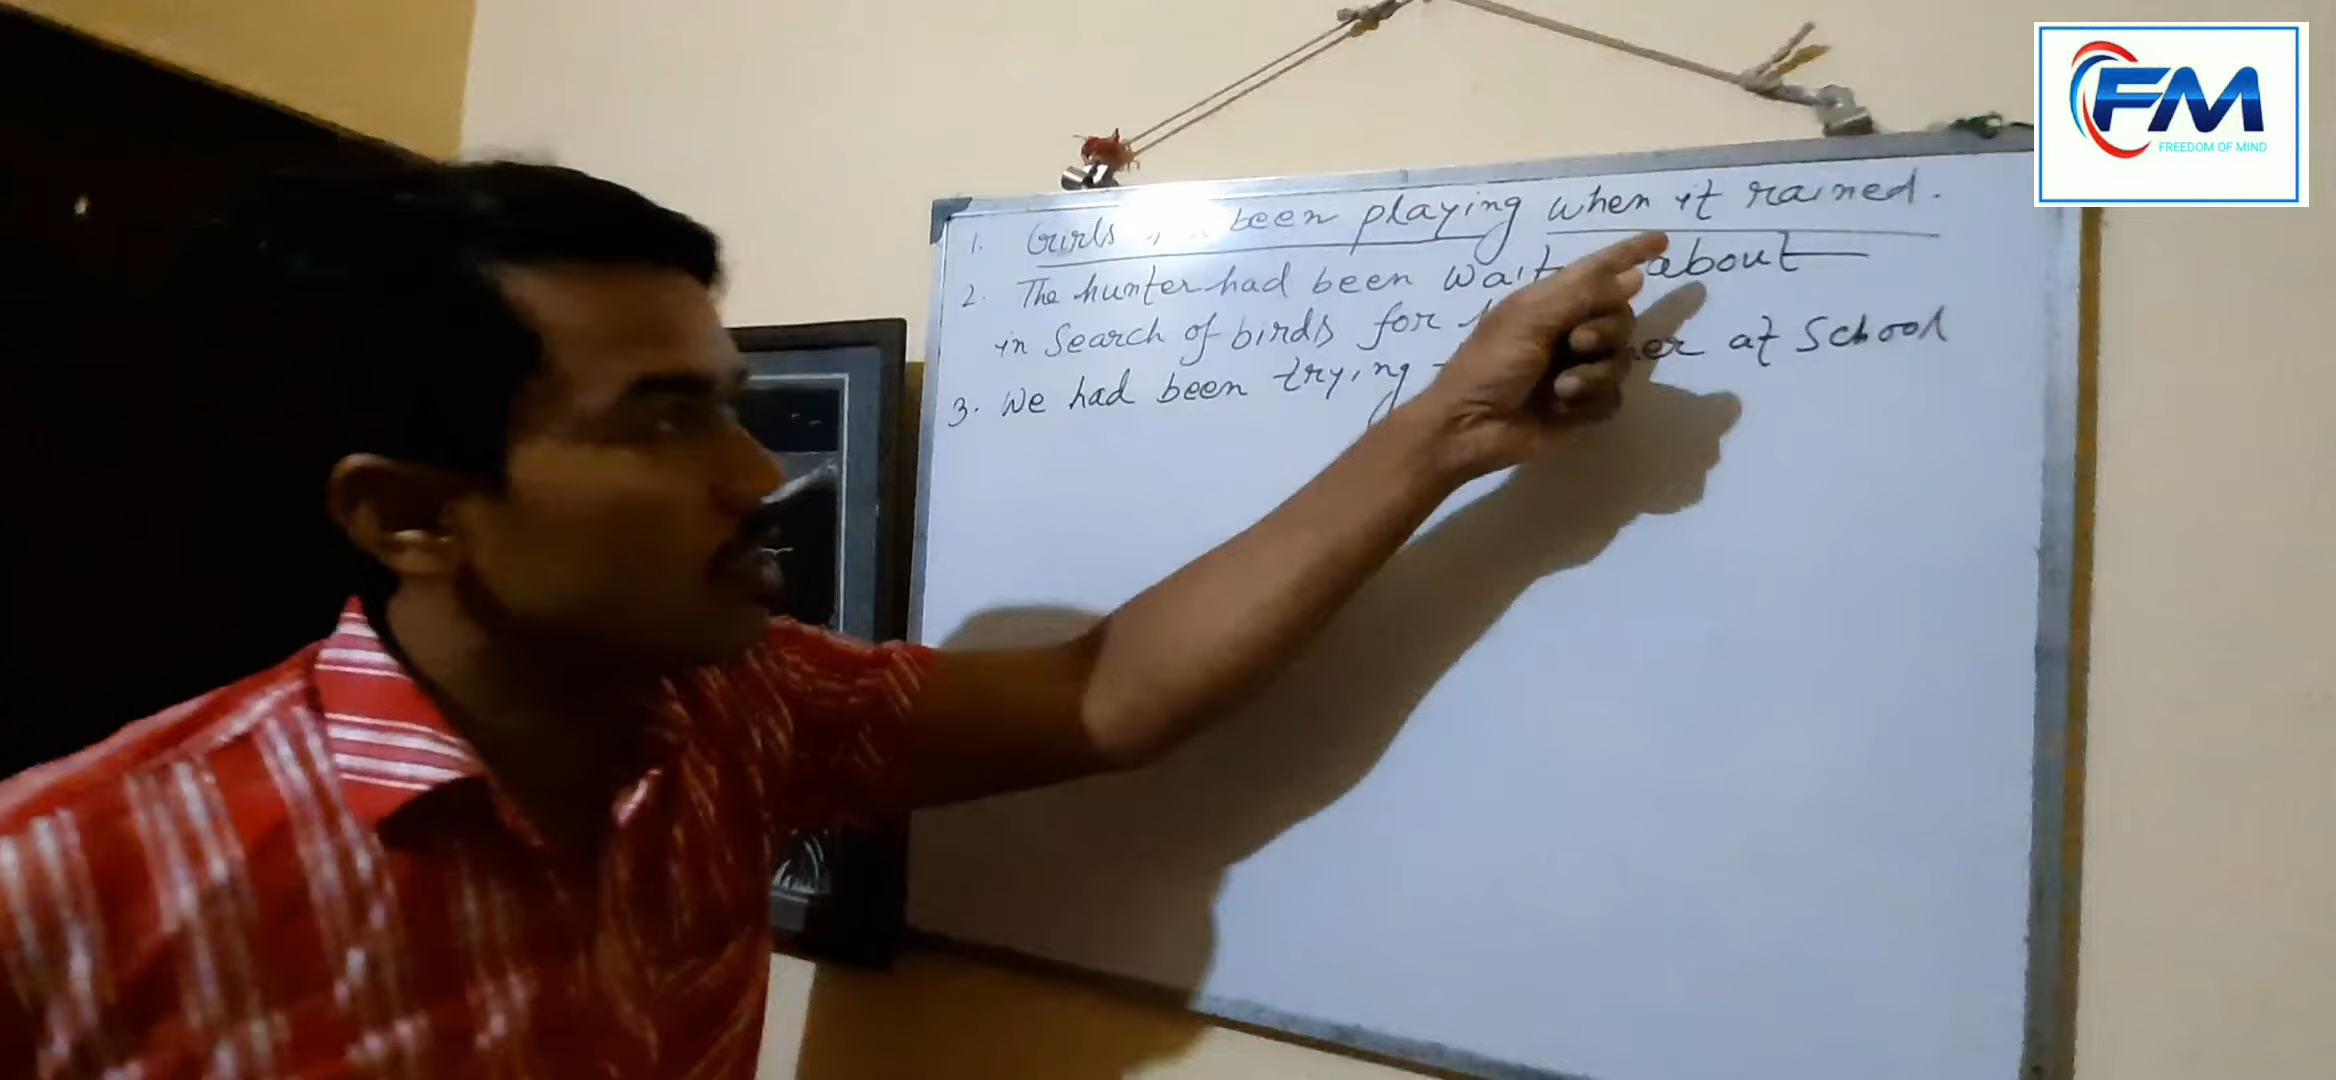 1. Girls been playing when it rained.
2. The hunter had been about
in Search of birds for
3. We had been trying at School
FM
FREEDOM OF MIND